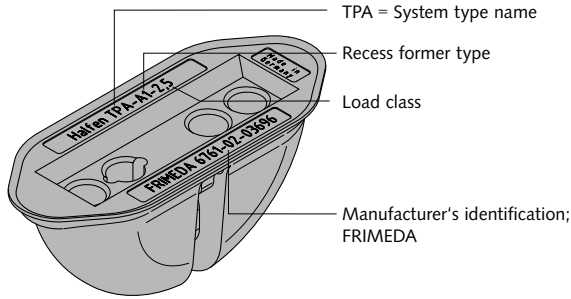 TPA = System type name
Recess former type
Made in
Germany
Halfen TPA-A1-2,5
Load class
FRIMEDA 6761-02-03696
Manufacturer's identification;
FRIMEDA